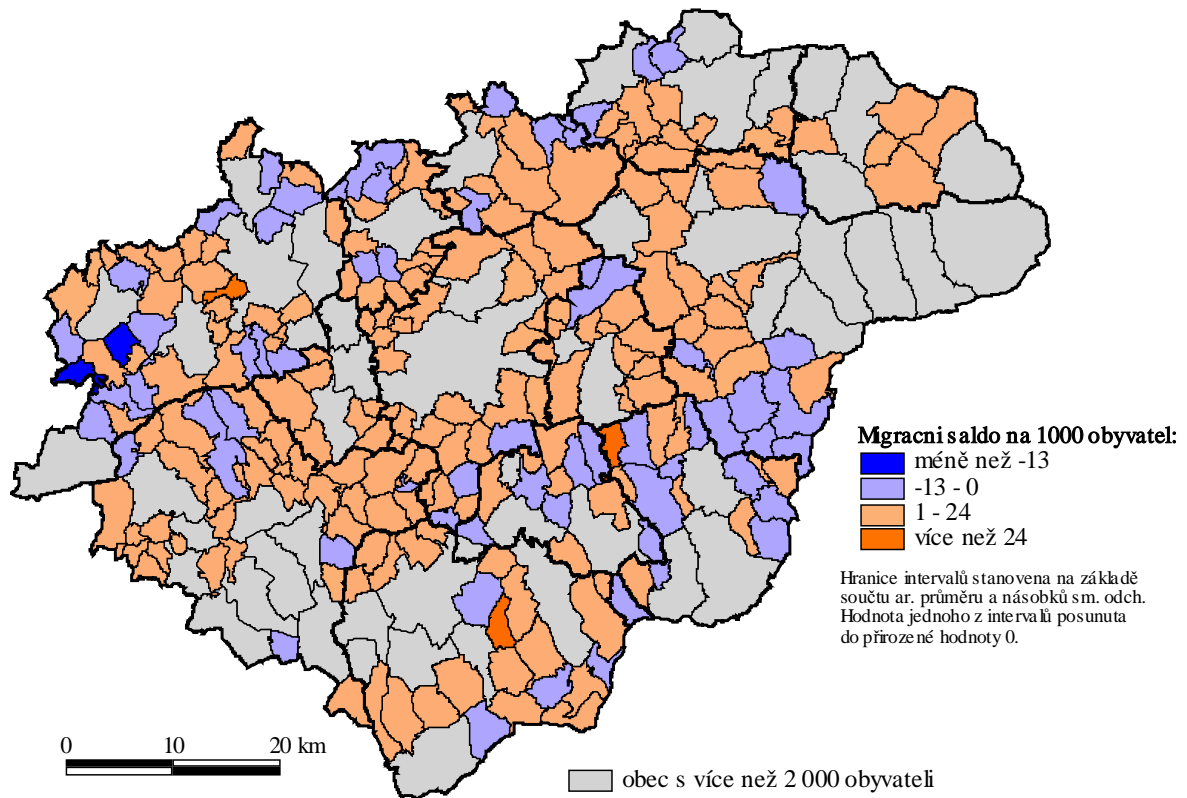 Migracni saldo na 1000 obyvatel:
méně než -13
-13 - 0
1 - 24
více než 24
Hranice intervalů stanovena na základě
součtu ar. průměru a násobků sm. odch.
Hodnota jednoho z intervalů posunuta
do přirozené hodnoty 0.
0 10 20 km
obec s více než 2 000 obyvateli